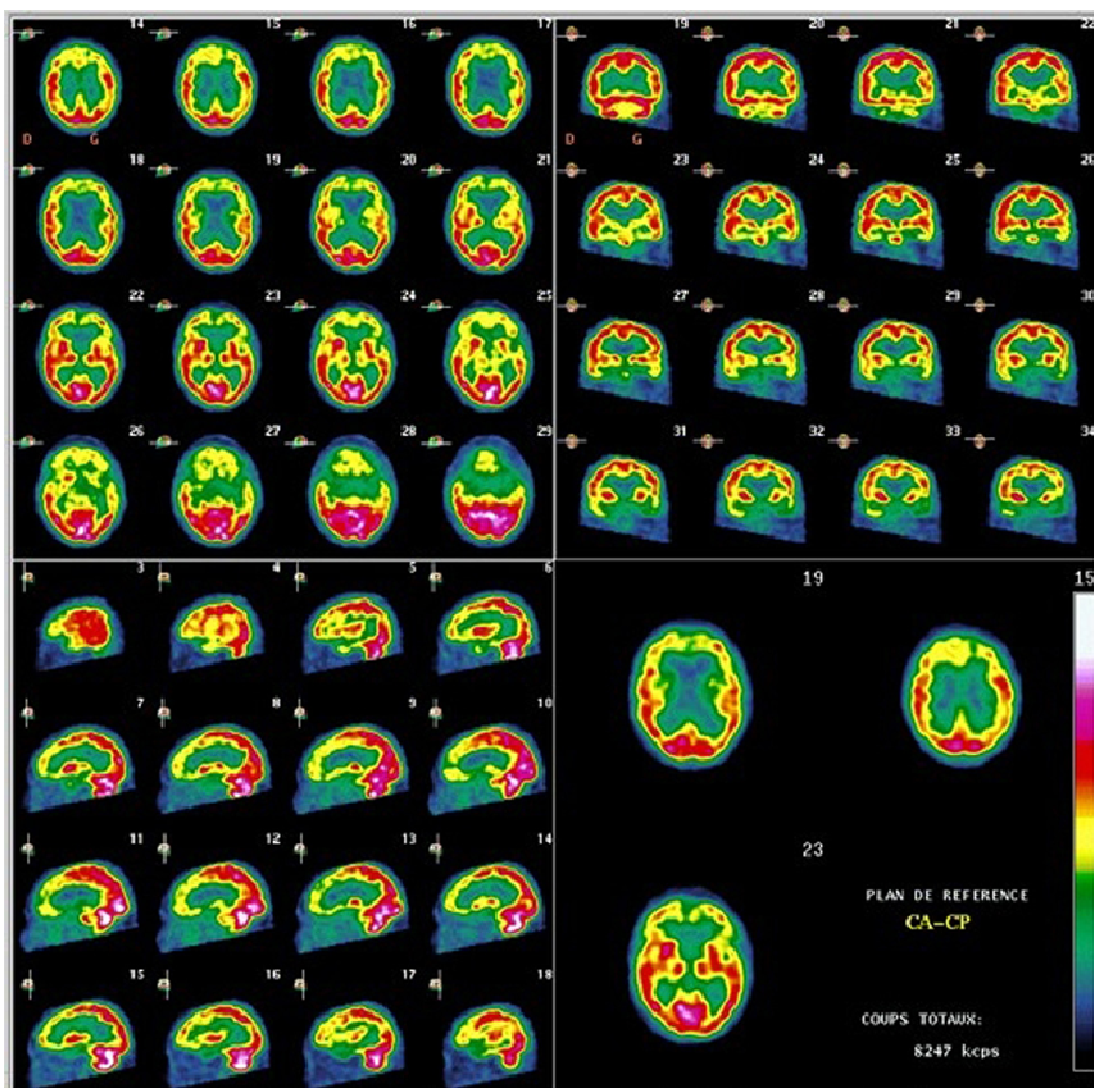 14 15 16 17
D G
18 19 20 21
22 23 24 25
26 27 28 29
19 20 21 22
D G
23 24 25 26
27 28 29 30
31 32 33 34
3 4 5 6
7 8 9 10
11 12 13 14
15 16 17 18
19 15
23
PLAN DE REFERENCE
CA-CP
COUPS TOTAUX:
8247 kcps